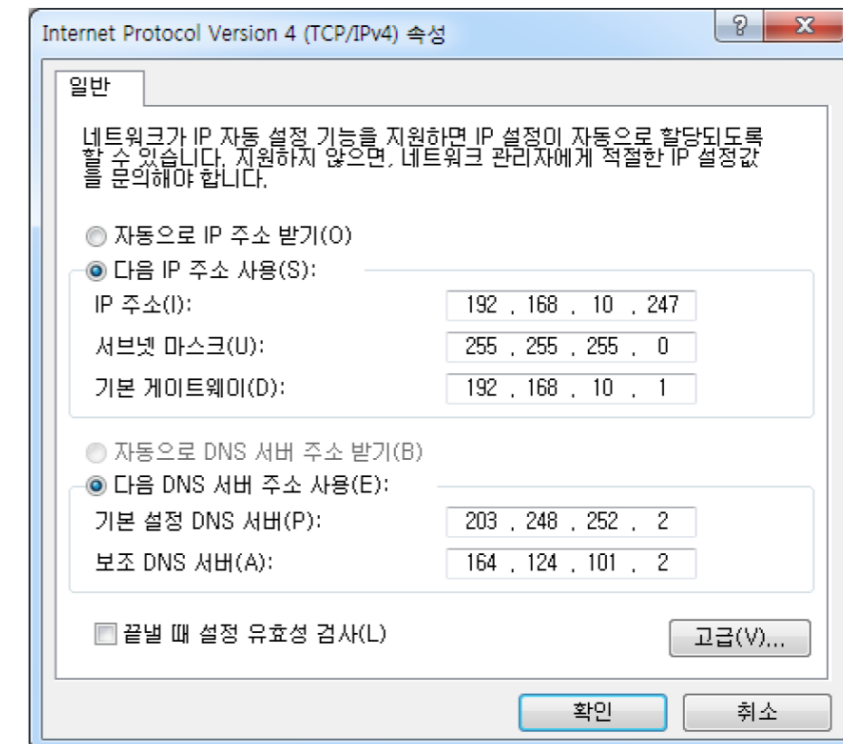 Internet Protocol Version 4 (TCP/IPv4) 속성
일반
네트워크가 IP 자동 설정 기능을 지원하면 IP 설정이 자동으로 할당되도록
할 수 있습니다. 지원하지 않으면, 네트워크 관리자에게 적절한 IP 설정값
을 문의해야 합니다.
자동으로 IP 주소 받기(O)
다음 IP 주소 사용(S):
IP 주소(I): 192 . 168 . 10 . 247
서브넷 마스크(U): 255 . 255 . 255 . 0
기본 게이트웨이(D): 192 . 168 . 10 . 1
자동으로 DNS 서버 주소 받기(B)
다음 DNS 서버 주소 사용(E):
기본 설정 DNS 서버(P): 203 . 248 . 252 . 2
보조 DNS 서버(A): 164 . 124 . 101 . 2
끝낼 때 설정 유효성 검사(L)
고급(V)...
확인 취소